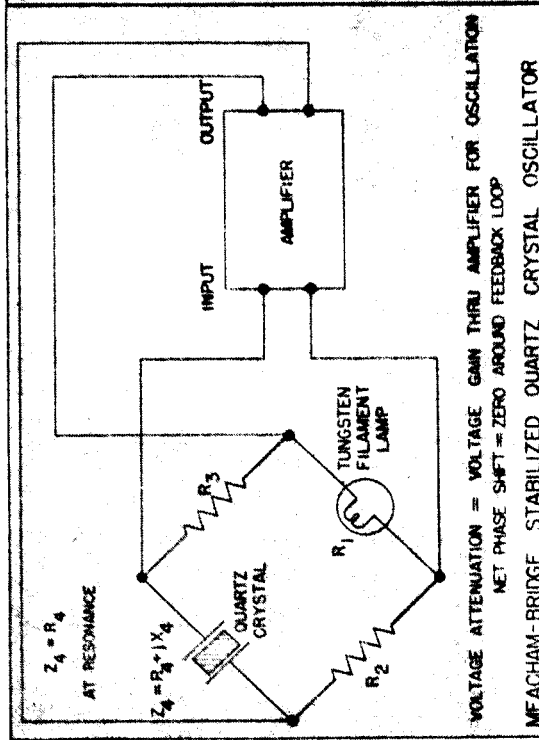 Z4 = R4
AT RESONANCE
Z4 = R4 + jX4
QUARTZ
CRYSTAL
R3
R2
R1
TUNGSTEN
FILAMENT
LAMP
INPUT
OUTPUT
AMPLIFIER
VOLTAGE ATTENUATION = VOLTAGE GAIN THRU AMPLIFIER FOR OSCILLATION
NET PHASE SHIFT = ZERO AROUND FEEDBACK LOOP
MEACHAM-BRIDGE STABILIZED QUARTZ CRYSTAL OSCILLATOR